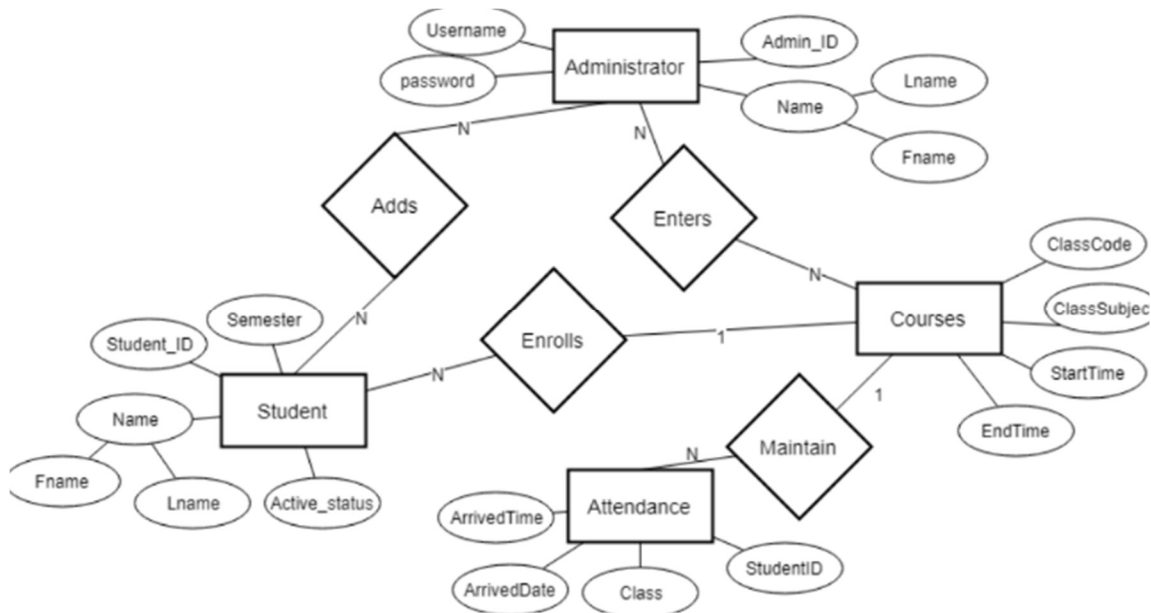 Username
Administrator
Admin_ID
password
Name
Lname
Fname
N
N
Adds
Enters
N
N
ClassCode
Courses
ClassSubjec
StartTime
EndTime
Semester
Student_ID
Enrolls
1
N
Student
Name
Fname
Lname
Active_status
1
Maintain
N
Attendance
ArrivedTime
ArrivedDate
Class
StudentID